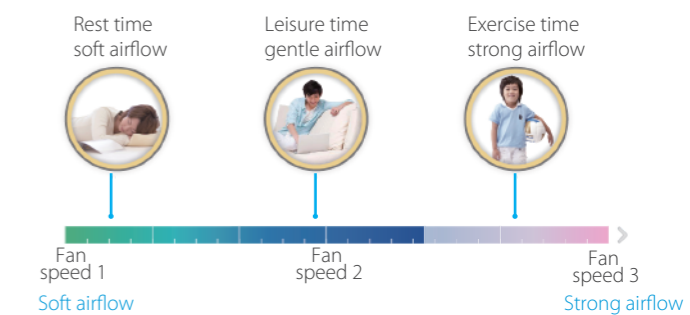 Rest time
soft airflow
Leisure time
gentle airflow
Exercise time
strong airflow
Fan
speed 1
Fan
speed 2
Fan
speed 3
Soft airflow
Strong airflow